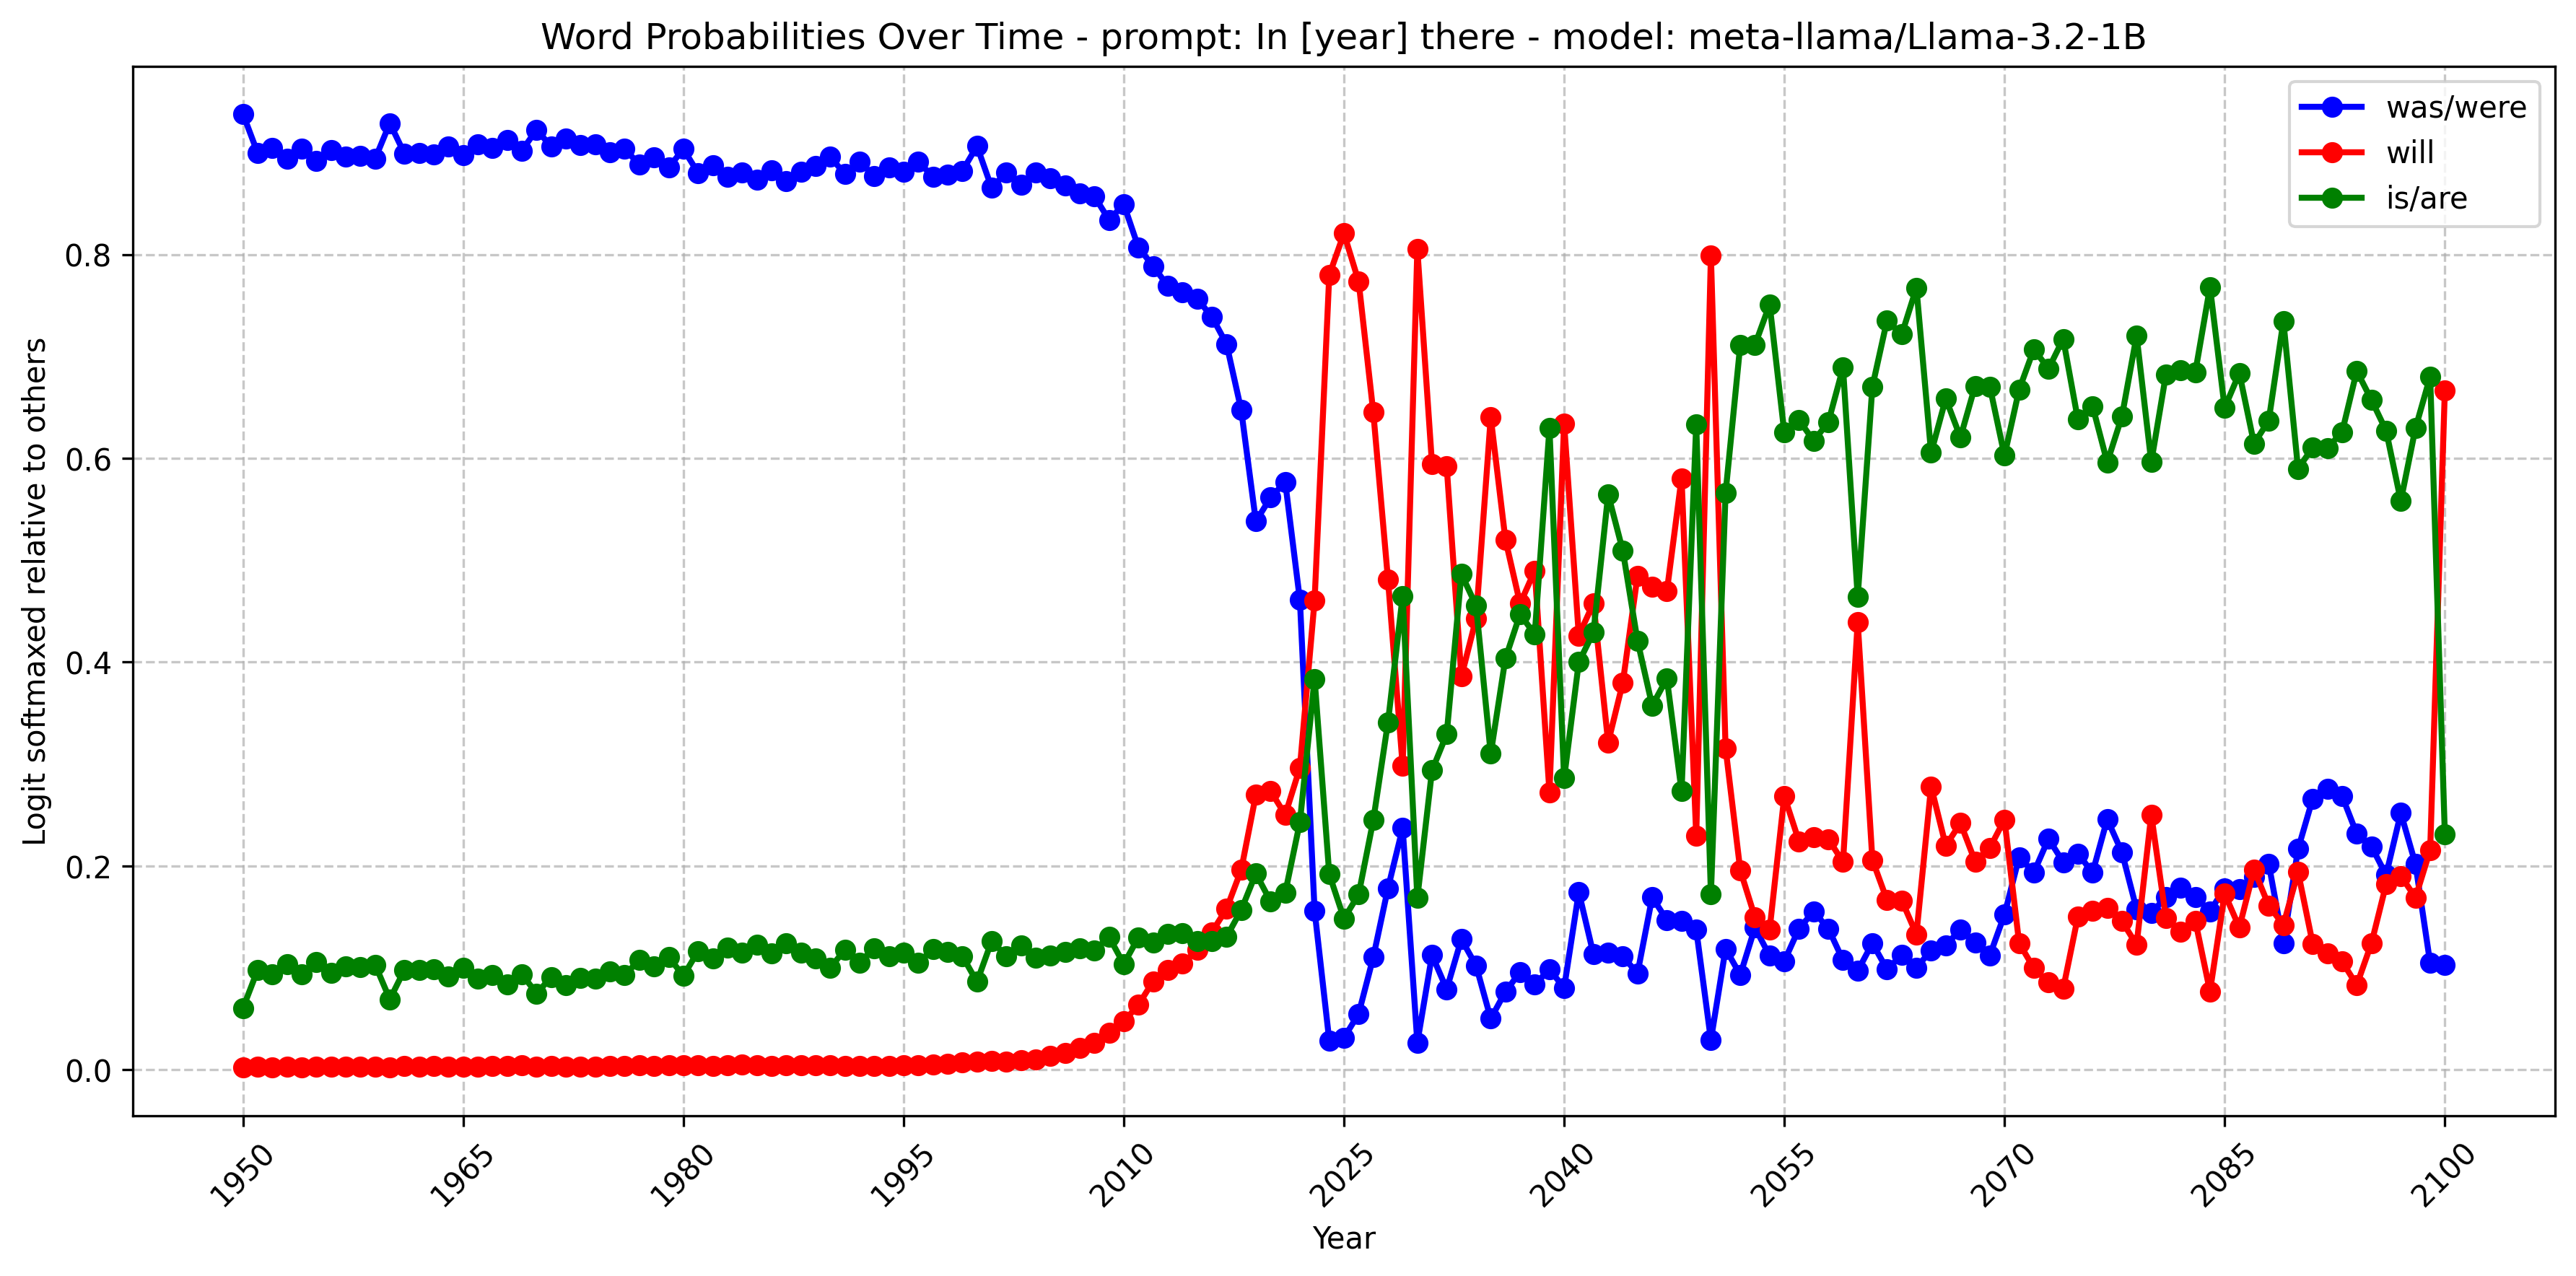 Word Probabilities Over Time - prompt: In [year] there - model: meta-llama/Llama-3.2-1B
was/were
will
is/are
Logit softmaxed relative to others
0.8
0.6
0.4
0.2
0.0
1950
1965
1980
1995
2010
2025
2040
2055
2070
2085
2100
Year